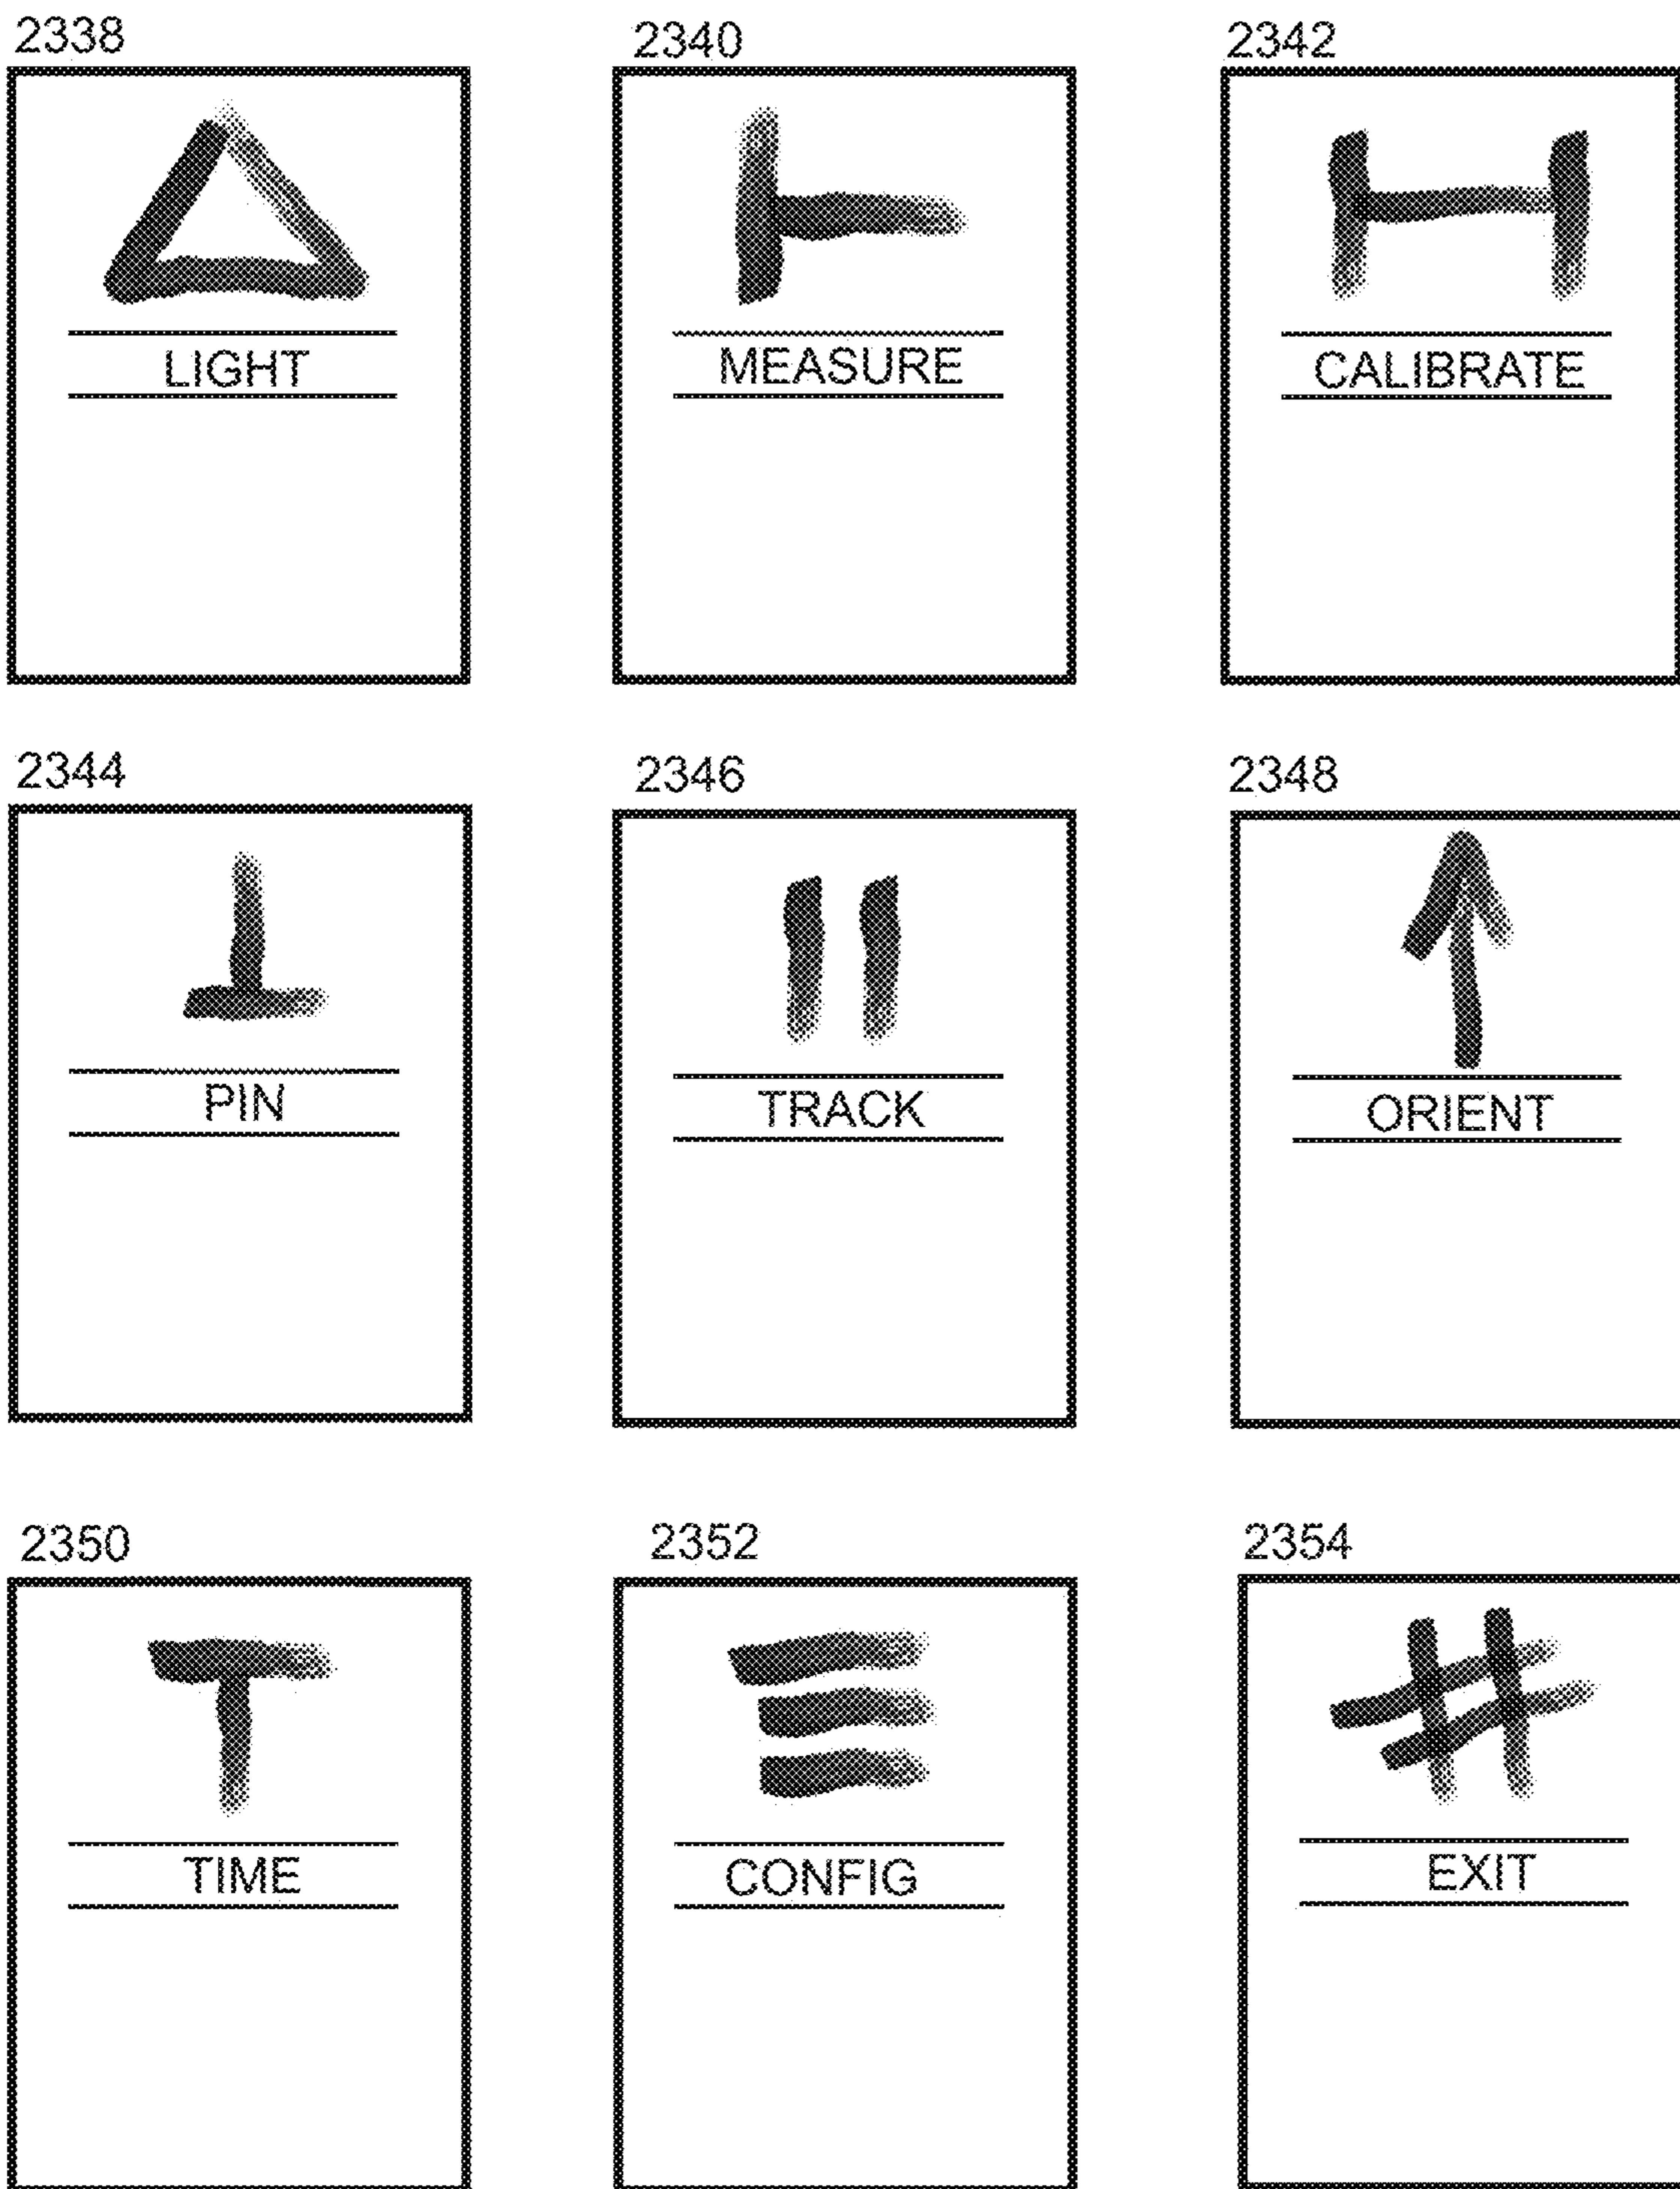 2338 2340 2342
LIGHT MEASURE CALIBRATE
2344 2346 2348
PIN TRACK ORIENT
2350 2352 2354
TIME CONFIG EXIT